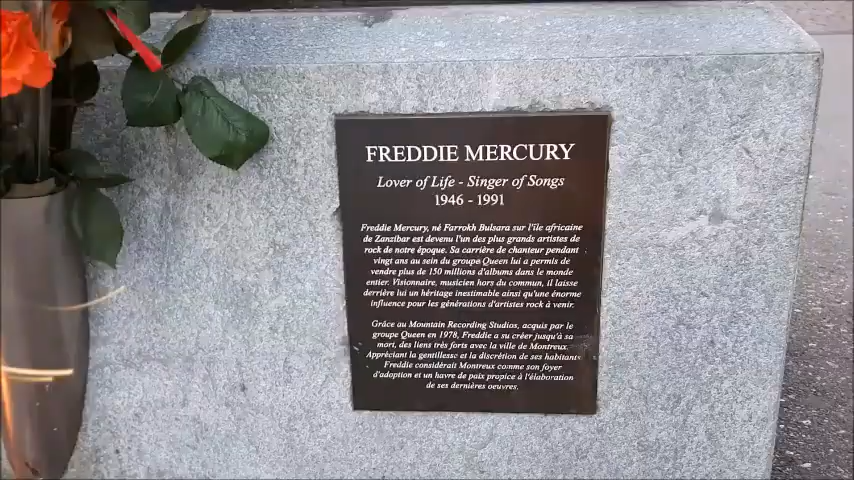 FREDDIE MERCURY
Lover of Life - Singer of Songs
1946 - 1991
Freddie Mercury, né Farrokh Bulsara sur l'île africaine
de Zanzibar est devenu l'un des plus grands artistes de
rock de notre époque. Sa carrière de chanteur pendant
vingt ans au sein du groupe Queen lui a permis de
vendre plus de 150 millions d'albums dans le monde
entier. Visionnaire, musicien hors du commun, il laisse
derrière lui un héritage inestimable ainsi qu'une énorme
influence pour les générations d'artistes rock à venir.
Grâce au Mountain Recording Studios, acquis par le
groupe Queen en 1978, Freddie a su créer jusqu'à sa
mort, des liens très forts avec la ville de Montreux.
Appréciant la gentillesse et la discrétion de ses habitants
Freddie considérait Montreux comme son foyer
d'adoption et un havre de paix propice à l'élaboration
de ses dernières oeuvres.